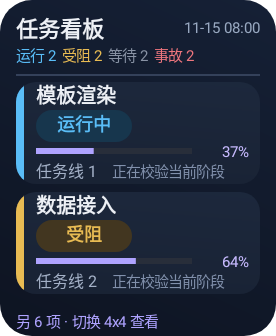 任务看板 11-15 08:00
运行 2 受阻 2 等待 2 事故 2
模板渲染
运行中
37%
任务线 1 正在校验当前阶段
数据接入
受阻
64%
任务线 2 正在校验当前阶段
另 6 项 · 切换 4x4 查看